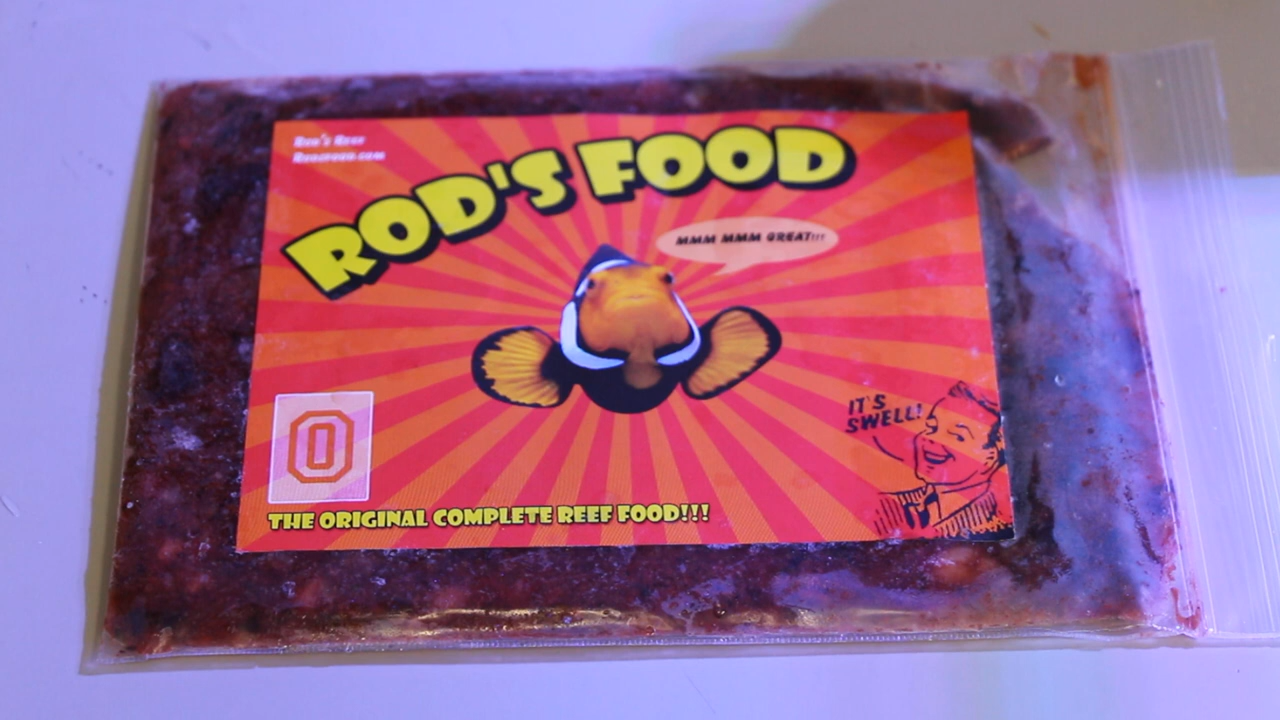 ROD'S REEF
RODSFOOD.COM
ROD'S FOOD
MMM MMM GREAT!!!
IT'S
SWELL!
O
THE ORIGINAL COMPLETE REEF FOOD!!!